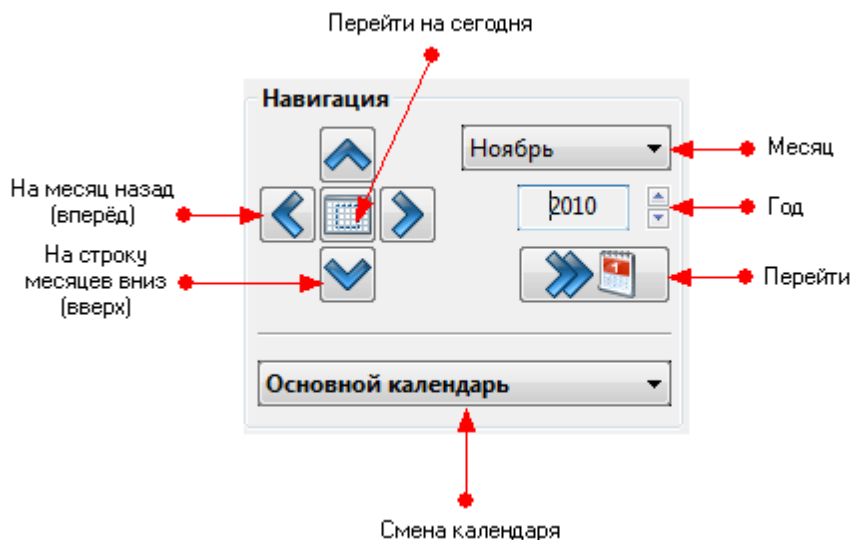 Перейти на сегодня
Навигация
Ноябрь
Месяц
На месяц назад
(вперёд)
2010
Год
На строку
месяцев вниз
(вверх)
1
Перейти
Основной календарь
Смена календаря